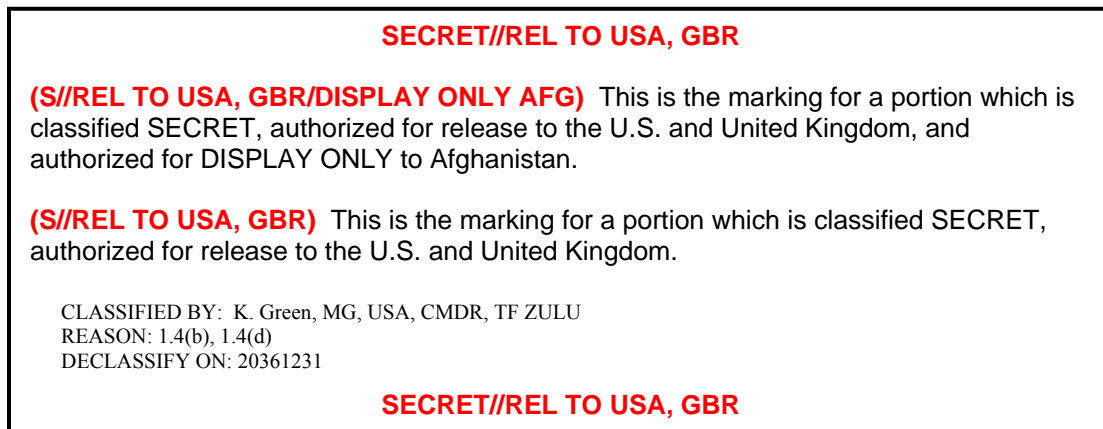 SECRET//REL TO USA, GBR
(S//REL TO USA, GBR/DISPLAY ONLY AFG) This is the marking for a portion which is
classified SECRET, authorized for release to the U.S. and United Kingdom, and
authorized for DISPLAY ONLY to Afghanistan.
(S//REL TO USA, GBR) This is the marking for a portion which is classified SECRET,
authorized for release to the U.S. and United Kingdom.
CLASSIFIED BY: K. Green, MG, USA, CMDR, TF ZULU
REASON: 1.4(b), 1.4(d)
DECLASSIFY ON: 20361231
SECRET//REL TO USA, GBR